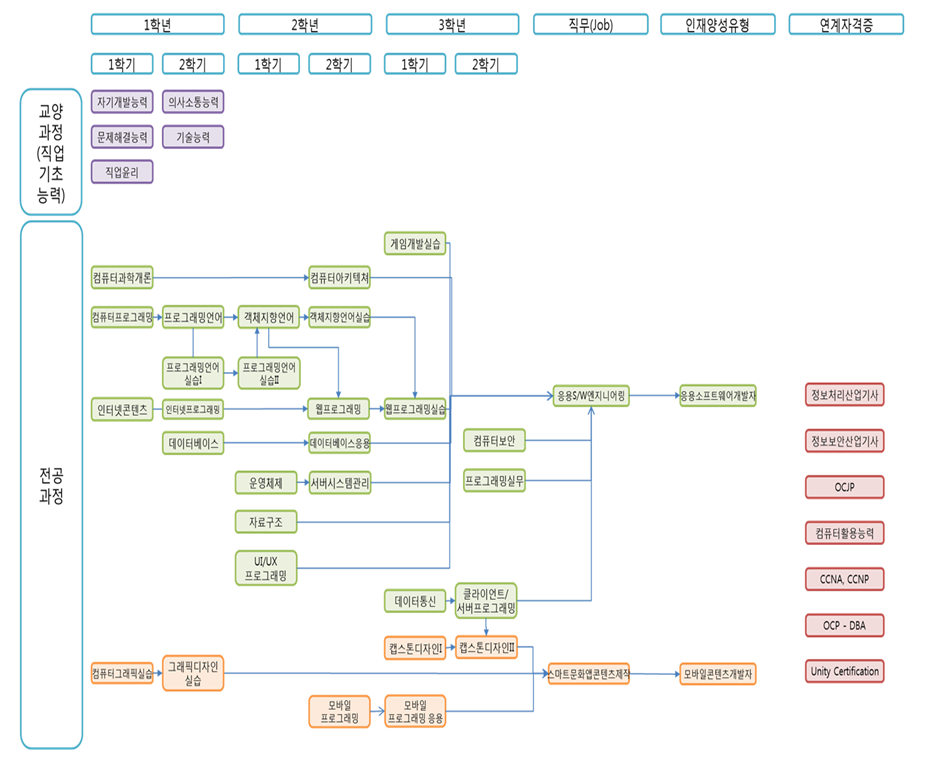 1학년
2학년
3학년
직무(Job)
인재양성유형
연계자격증
1학기
2학기
1학기
2학기
1학기
2학기
교양
과정
(직업
기초
능력)
자기개발능력
의사소통능력
문제해결능력
기술능력
직업윤리
전공
과정
게임개발실습
컴퓨터과학개론
컴퓨터아키텍쳐
컴퓨터프로그래밍
프로그래밍언어
객체지향언어
객체지향언어실습
프로그래밍언어
실습Ⅰ
프로그래밍언어
실습Ⅱ
인터넷콘텐츠
인터넷프로그래밍
웹프로그래밍
웹프로그래밍실습
응용S/W엔지니어링
응용소프트웨어개발자
정보처리산업기사
데이터베이스
데이터베이스응용
컴퓨터보안
정보보안산업기사
운영체제
서버시스템관리
프로그래밍실무
OCJP
자료구조
컴퓨터활용능력
UI/UX
프로그래밍
CCNA, CCNP
데이터통신
클라이언트/
서버프로그래밍
OCP - DBA
캡스톤디자인Ⅰ
캡스톤디자인Ⅱ
컴퓨터그래픽실습
그래픽디자인
실습
스마트문화앱콘텐츠제작
모바일콘텐츠개발자
Unity Certification
모바일
프로그래밍
모바일
프로그래밍 응용